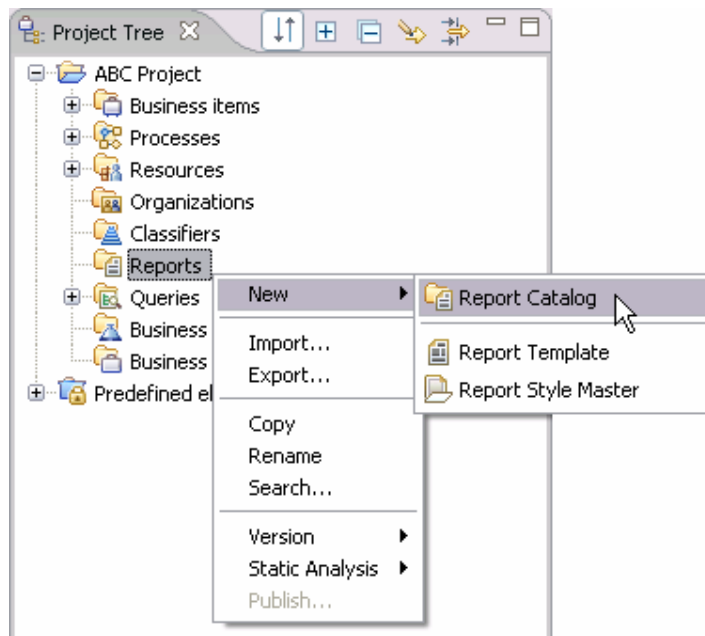 Project Tree
ABC Project
Business items
Processes
Resources
Organizations
Classifiers
Reports
Queries
Business
Business
Predefined el
New
Import...
Export...
Copy
Rename
Search...
Version
Static Analysis
Publish...
Report Catalog
Report Template
Report Style Master